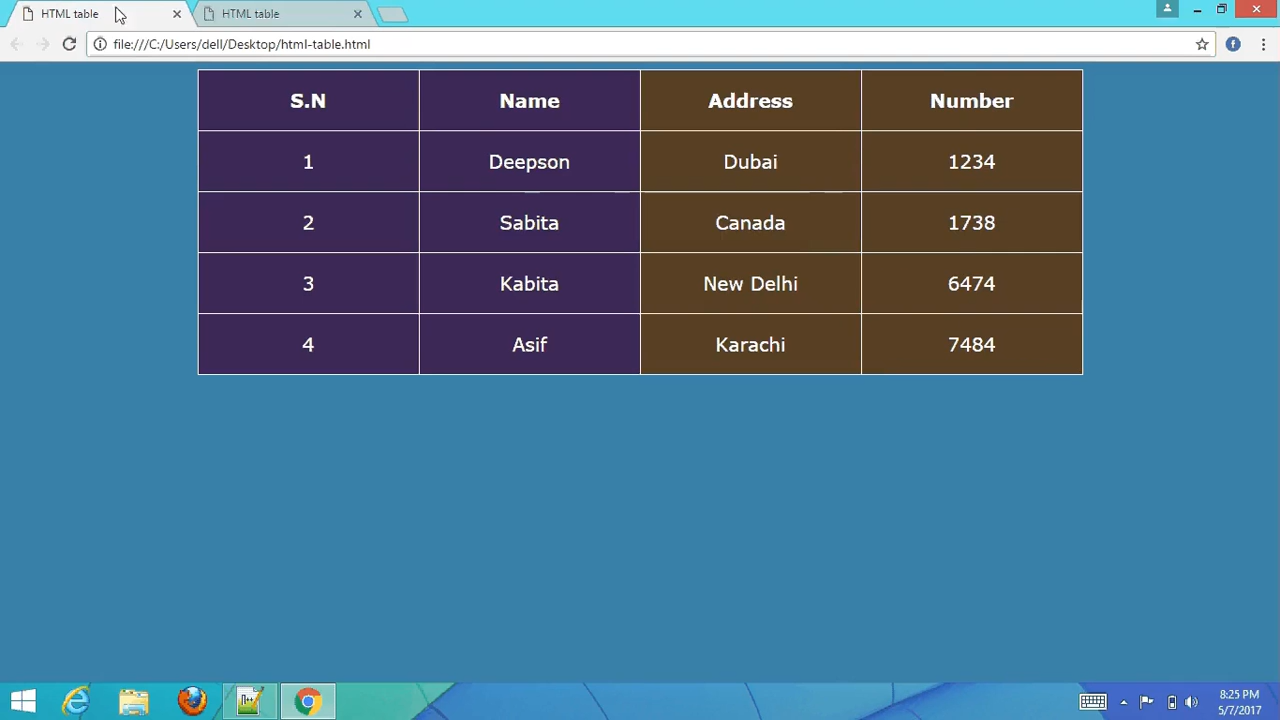 HTML table
HTML table
file:///C:/Users/dell/Desktop/html-table.html
S.N Name Address Number
1 Deepson Dubai 1234
2 Sabita Canada 1738
3 Kabita New Delhi 6474
4 Asif Karachi 7484
8:25 PM
5/7/2017